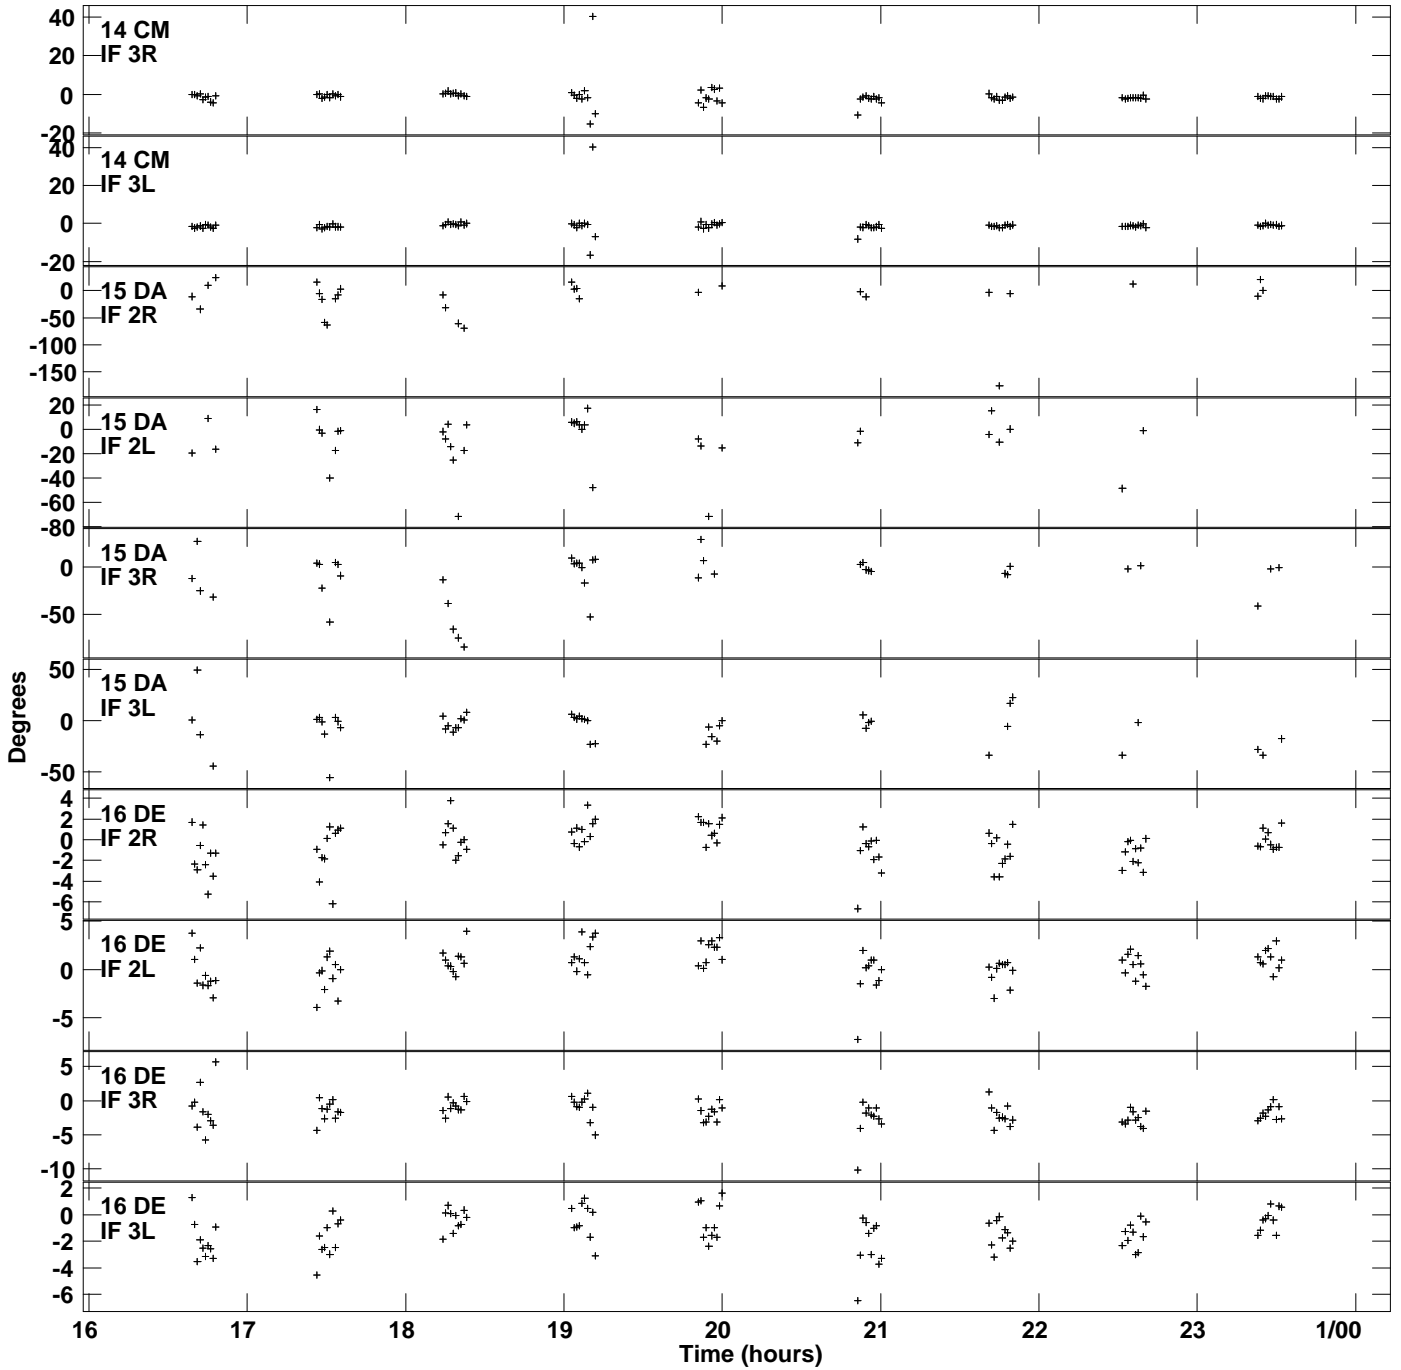 40
20
0
-20
14 CM
IF 3R
40
20
0
-20
14 CM
IF 3L
0
-50
-100
-150
15 DA
IF 2R
20
0
-20
-40
-60
-80
15 DA
IF 2L
0
-50
15 DA
IF 3R
50
0
-50
15 DA
IF 3L
4
2
0
-2
-4
-6
16 DE
IF 2R
5
0
-5
16 DE
IF 2L
5
0
-5
-10
16 DE
IF 3R
2
0
-2
-4
-6
16 DE
IF 3L
Degrees
16 17 18 19 20 21 22 23 1/00
Time (hours)